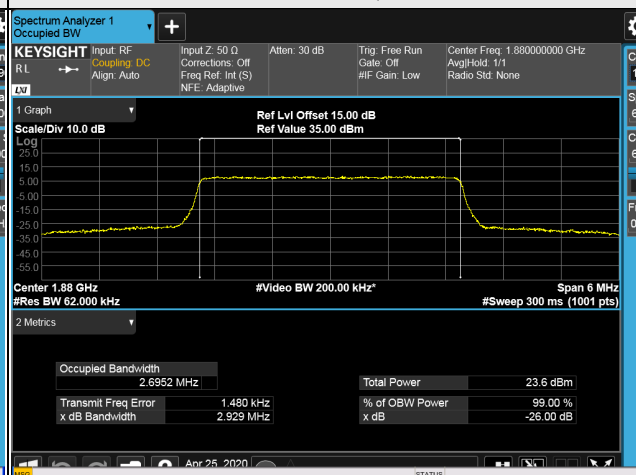 Spectrum Analyzer 1
Occupied BW
KEYSIGHT
R L
LXI
Input: RF
Coupling: DC
Align: Auto
Input Z: 50 Ω
Corrections: Off
Freq Ref: Int (S)
NFE: Adaptive
Atten: 30 dB
Trig: Free Run
Gate: Off
#IF Gain: Low
Center Freq: 1.880000000 GHz
Avg|Hold: 1/1
Radio Std: None
1 Graph
Scale/Div 10.0 dB
Ref Lvl Offset 15.00 dB
Ref Value 35.00 dBm
Log
25.0
15.0
5.00
-5.00
-15.0
-25.0
-35.0
-45.0
-55.0
Center 1.88 GHz
#Res BW 62.000 kHz
#Video BW 200.00 kHz*
Span 6 MHz
#Sweep 300 ms (1001 pts)
2 Metrics
Occupied Bandwidth
2.6952 MHz
Total Power 23.6 dBm
Transmit Freq Error 1.480 kHz
% of OBW Power 99.00 %
x dB Bandwidth 2.929 MHz
x dB -26.00 dB
Apr 25, 2020
MSG
STATUS